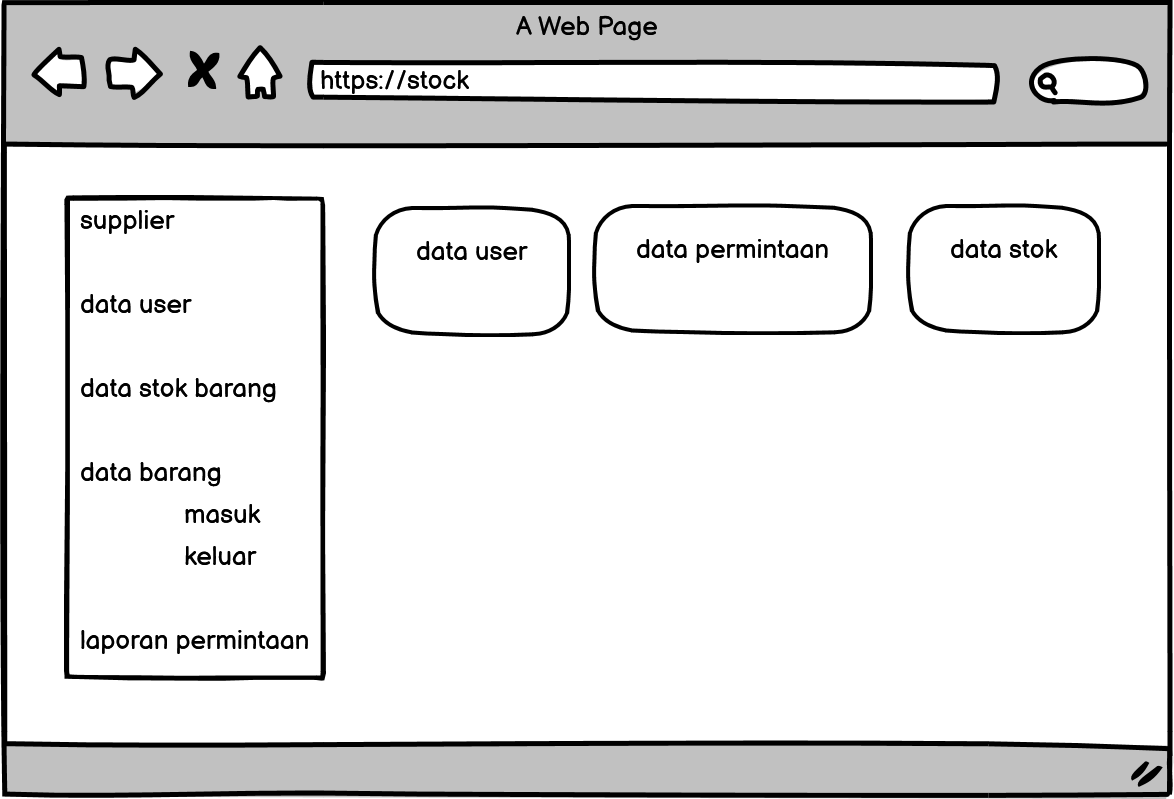 A Web Page
https://stock
supplier
data user
data stok barang
data barang
masuk
keluar
laporan permintaan
data user
data permintaan
data stok